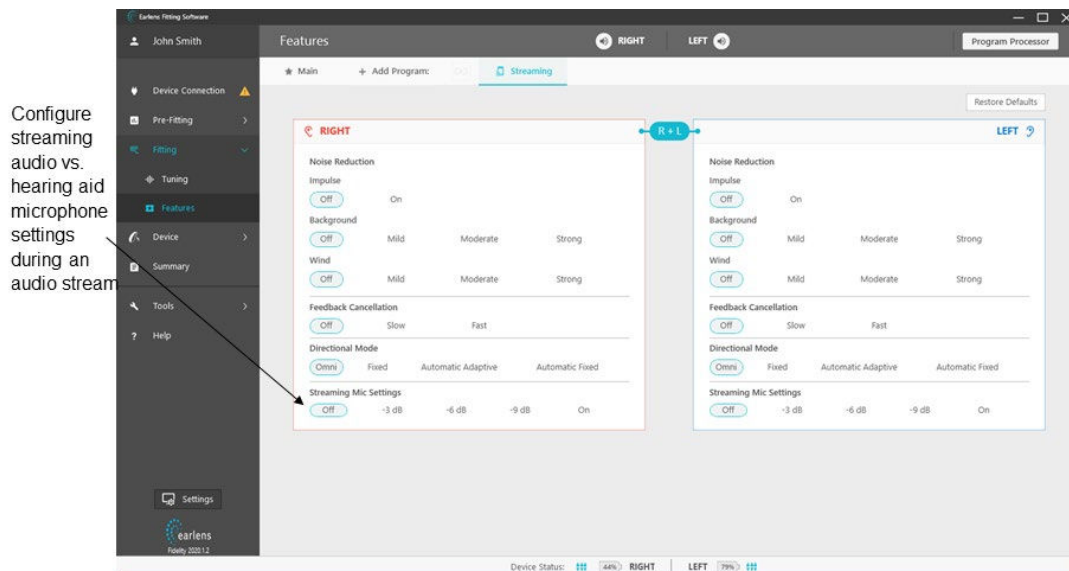 Earlens Fitting Software
John Smith
Features
RIGHT
LEFT
Program Processor
Main
+ Add Program:
Streaming
Restore Defaults
Device Connection
Pre-Fitting
Fitting
Tuning
Features
Device
Summary
Tools
? Help
Settings
earlens
Fidelity 2020.1.2
Configure
streaming
audio vs.
hearing aid
microphone
settings
during an
audio stream
RIGHT
R + L
LEFT
Noise Reduction
Impulse
Off On
Background
Off Mild Moderate Strong
Wind
Off Mild Moderate Strong
Feedback Cancellation
Off Slow Fast
Directional Mode
Omni Fixed Automatic Adaptive Automatic Fixed
Streaming Mic Settings
Off -3 dB -6 dB -9 dB On
Noise Reduction
Impulse
Off On
Background
Off Mild Moderate Strong
Wind
Off Mild Moderate Strong
Feedback Cancellation
Off Slow Fast
Directional Mode
Omni Fixed Automatic Adaptive Automatic Fixed
Streaming Mic Settings
Off -3 dB -6 dB -9 dB On
Device Status: 44% RIGHT LEFT 79%